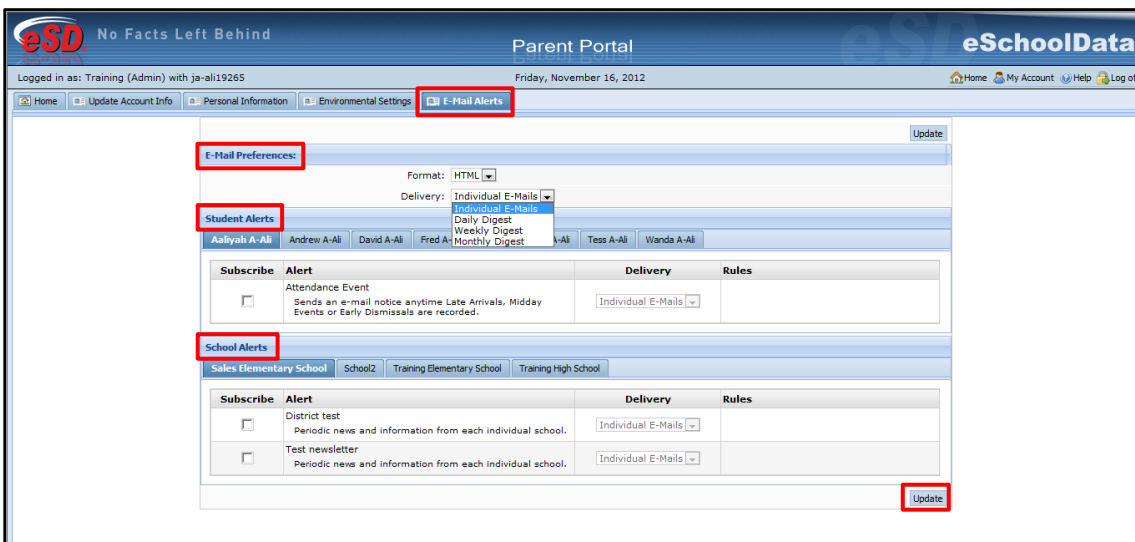 eSD No Facts Left Behind
Parent Portal
eSchoolData
Logged in as: Training (Admin) with ja-ali19265
Friday, November 16, 2012
Home My Account Help Log of
Home Update Account Info Personal Information Environmental Settings E-Mail Alerts
Update
E-Mail Preferences:
Format: HTML
Delivery: Individual E-Mails
Individual E-Mails
Daily Digest
Weekly Digest
Monthly Digest
Student Alerts
Aaliyah A-Ali Andrew A-Ali David A-Ali Fred A- A-Ali Tess A-Ali Wanda A-Ali
Subscribe Alert Delivery Rules
Attendance Event
Sends an e-mail notice anytime Late Arrivals, Midday
Events or Early Dismissals are recorded.
Individual E-Mails
School Alerts
Sales Elementary School School2 Training Elementary School Training High School
Subscribe Alert Delivery Rules
District test
Periodic news and information from each individual school.
Individual E-Mails
Test newsletter
Periodic news and information from each individual school.
Individual E-Mails
Update